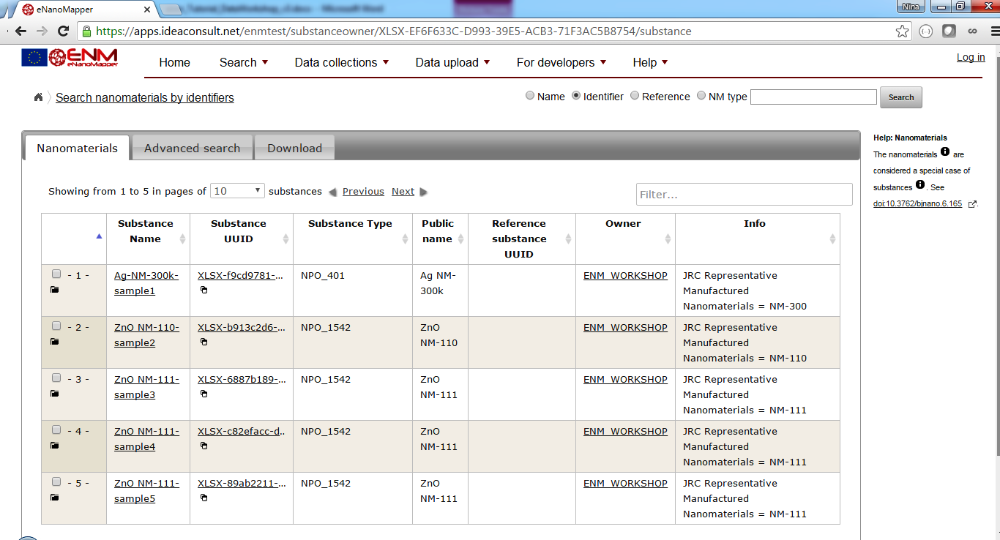 eNanoMapper
Nina
https://apps.ideaconsult.net/enmtest/substanceowner/XLSX-EF6F633C-D993-39E5-ACB3-71F3AC5B8754/substance
ENM
eNanoMapper
Home Search Data collections Data upload For developers Help
Log in
Search nanomaterials by identifiers
Name Identifier Reference NM type Search
Nanomaterials Advanced search Download
Help: Nanomaterials
The nanomaterials i are
considered a special case of
substances i . See
doi:10.3762/bjnano.6.165 .
Showing from 1 to 5 in pages of 10 substances Previous Next
Filter...
Substance Name
Substance UUID
Substance Type
Public name
Reference substance UUID
Owner
Info
- 1 -
Ag-NM-300k-
sample1
XLSX-f9cd9781-...
NPO_401
Ag NM-
300k
ENM_WORKSHOP
JRC Representative
Manufactured
Nanomaterials = NM-300
- 2 -
ZnO NM-110-
sample2
XLSX-b913c2d6-...
NPO_1542
ZnO
NM-110
ENM_WORKSHOP
JRC Representative
Manufactured
Nanomaterials = NM-110
- 3 -
ZnO NM-111-
sample3
XLSX-6887b189-...
NPO_1542
ZnO
NM-111
ENM_WORKSHOP
JRC Representative
Manufactured
Nanomaterials = NM-111
- 4 -
ZnO NM-111-
sample4
XLSX-c82efacc-d..
NPO_1542
ZnO
NM-111
ENM_WORKSHOP
JRC Representative
Manufactured
Nanomaterials = NM-111
- 5 -
ZnO NM-111-
sample5
XLSX-89ab2211-...
NPO_1542
ZnO
NM-111
ENM_WORKSHOP
JRC Representative
Manufactured
Nanomaterials = NM-111